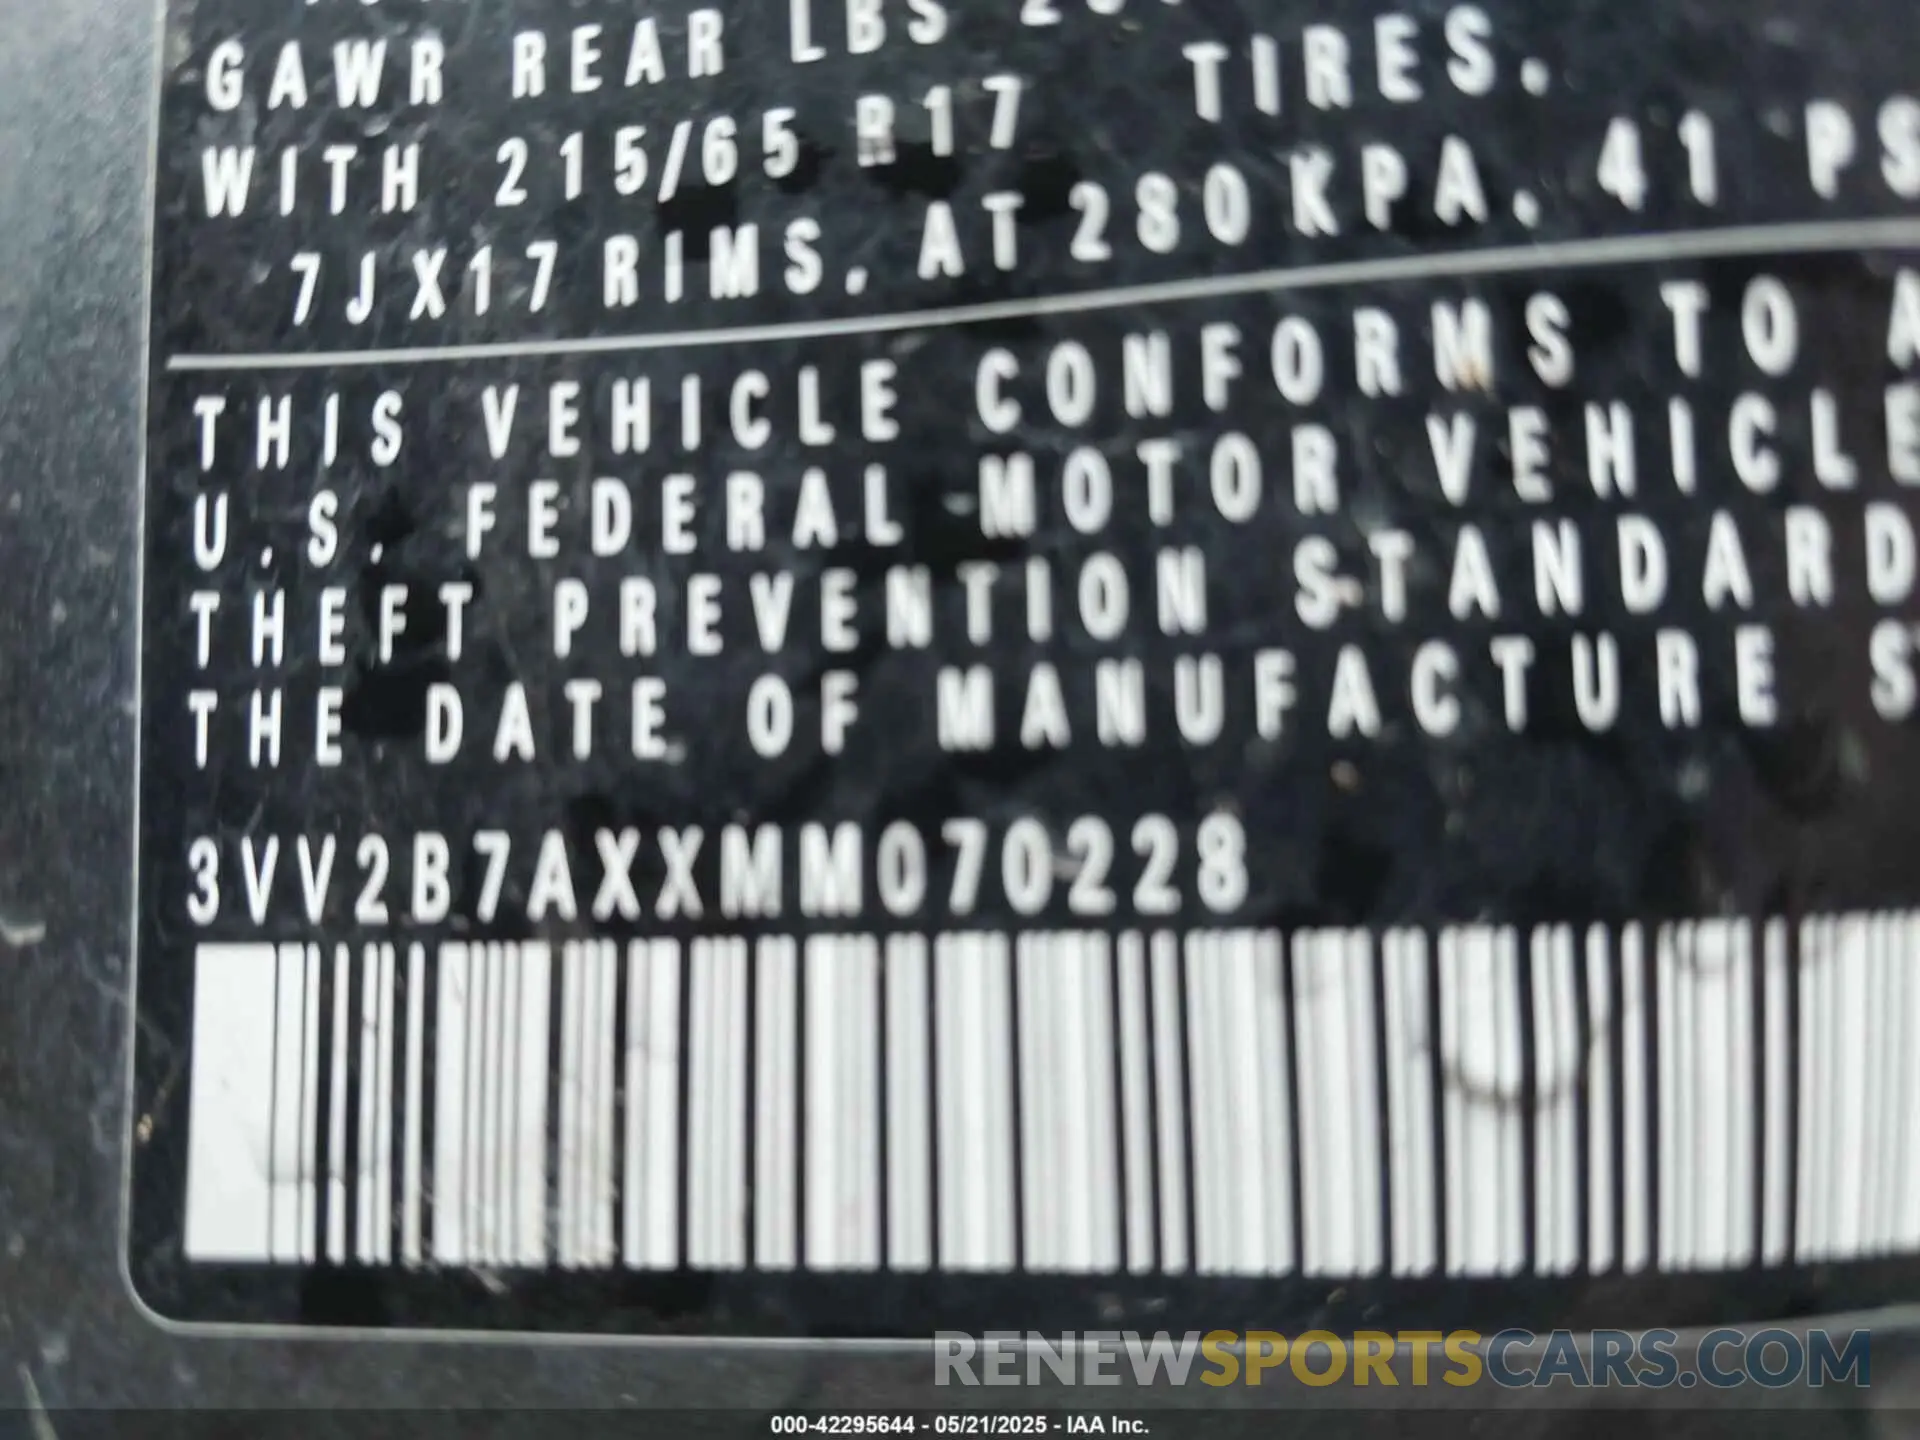 GAWR REAR LBS
WITH 215/65 R17 TIRES,
7JX17 RIMS, AT 280 KPA, 41
THIS VEHICLE CONFORMS TO
U.S. FEDERAL MOTOR VEHICLE
THEFT PREVENTION STANDARD
THE DATE OF MANUFACTURE
3VV2B7AXXMM070228
RENEWSPORTSCARS.COM
000-42295644 - 05/21/2025 - IAA Inc.